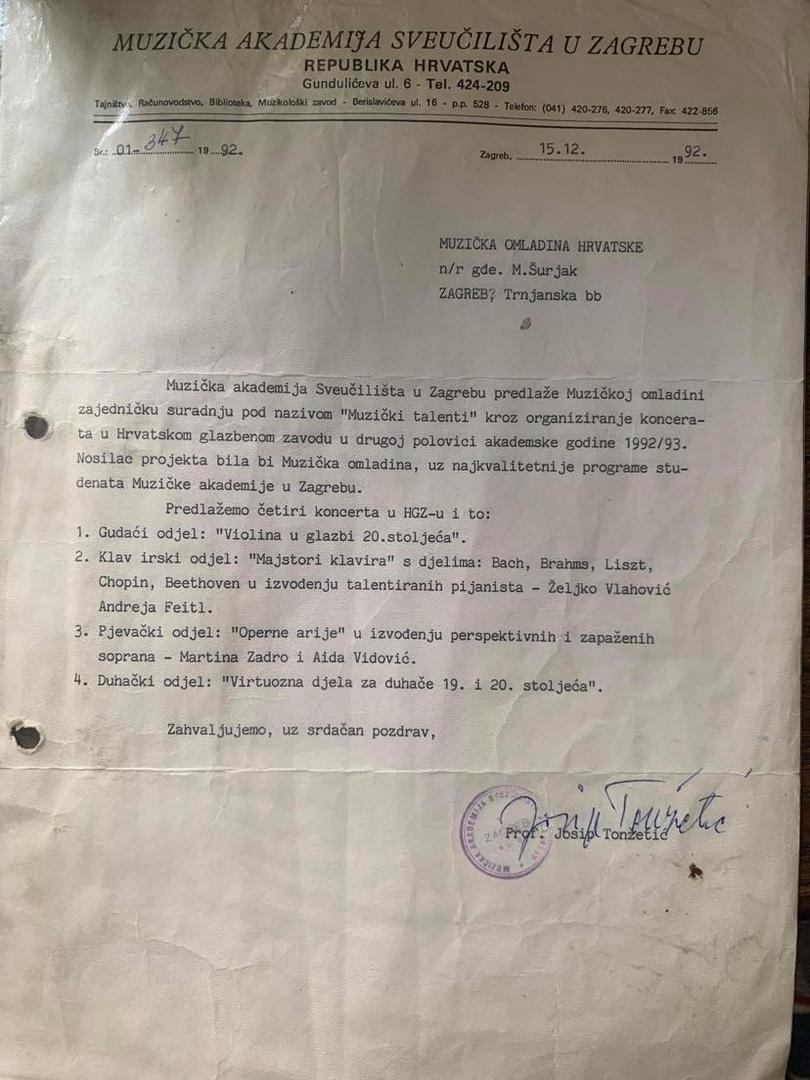 MUZIČKA AKADEMIJA SVEUČILIŠTA U ZAGREBU
REPUBLIKA HRVATSKA
Gundulićeva ul. 6 - Tel. 424-209
Tajništvo, Računovodstvo, Biblioteka, Muzikološki zavod - Berislavićeva ul. 16 - p.p. 528 - Telefon: (041) 420-276, 420-277, Fax: 422-856
Br.: 01-347 1992.
Zagreb, 15.12. 1992.
MUZIČKA OMLADINA HRVATSKE
n/r gđe. M.Šurjak
ZAGREB, Trnjanska bb
Muzička akademija Sveučilišta u Zagrebu predlaže Muzičkoj omladini
zajedničku suradnju pod nazivom "Muzički talenti" kroz organiziranje koncera-
ta u Hrvatskom glazbenom zavodu u drugoj polovici akademske godine 1992/93.
Nosilac projekta bila bi Muzička omladina, uz najkvalitetnije programe stu-
denata Muzičke akademije u Zagrebu.
Predlažemo četiri koncerta u HGZ-u i to:
1. Gudaći odjel: "Violina u glazbi 20.stoljeća".
2. Klav irski odjel: "Majstori klavira" s djelima: Bach, Brahms, Liszt,
Chopin, Beethoven u izvođenju talentiranih pijanista - Željko Vlahović
Andreja Feitl.
3. Pjevački odjel: "Operne arije" u izvođenju perspektivnih i zapaženih
soprana - Martina Zadro i Aida Vidović.
4. Duhački odjel: "Virtuozna djela za duhače 19. i 20. stoljeća".
Zahvaljujemo, uz srdačan pozdrav,
Josip Tonžetić
Prof. Josip Tonžetić
MUZIČKA AKADEMIJA
ZAGREB